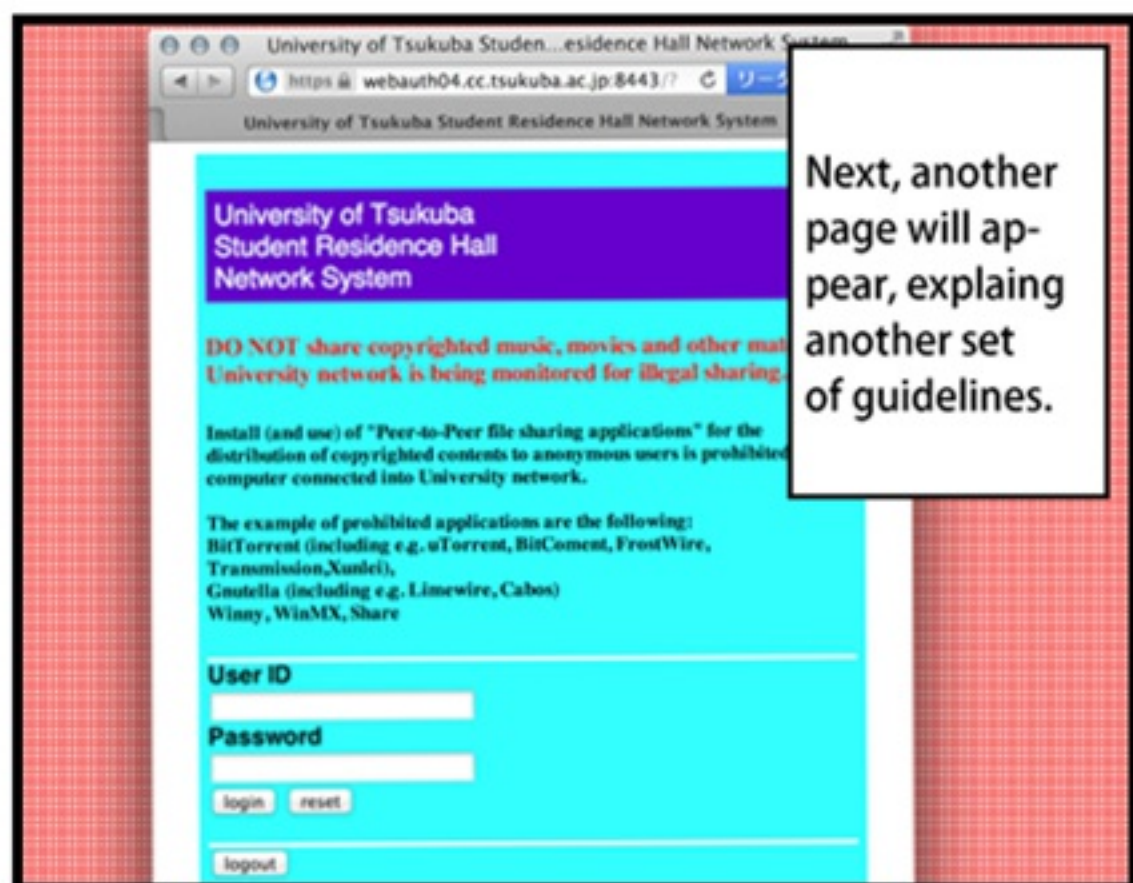 University of Tsukuba Studen...esidence Hall Network System
https webauth04.cc.tsukuba.ac.jp:8443/?
University of Tsukuba Student Residence Hall Network System
University of Tsukuba
Student Residence Hall
Network System
DO NOT share copyrighted music, movies and other
University network is being monitored for illegal sharing.
Install (and use) of "Peer-to-Peer file sharing applications" for the
distribution of copyrighted contents to anonymous users is prohibited
computer connected into University network.
The example of prohibited applications are the following:
BitTorrent (including e.g. uTorrent, BitComent, FrostWire,
Transmission,Xunlei),
Gnutella (including e.g. Limewire, Cabos)
Winny, WinMX, Share
User ID
Password
login reset
logout
Next, another
page will ap-
pear, explaing
another set
of guidelines.